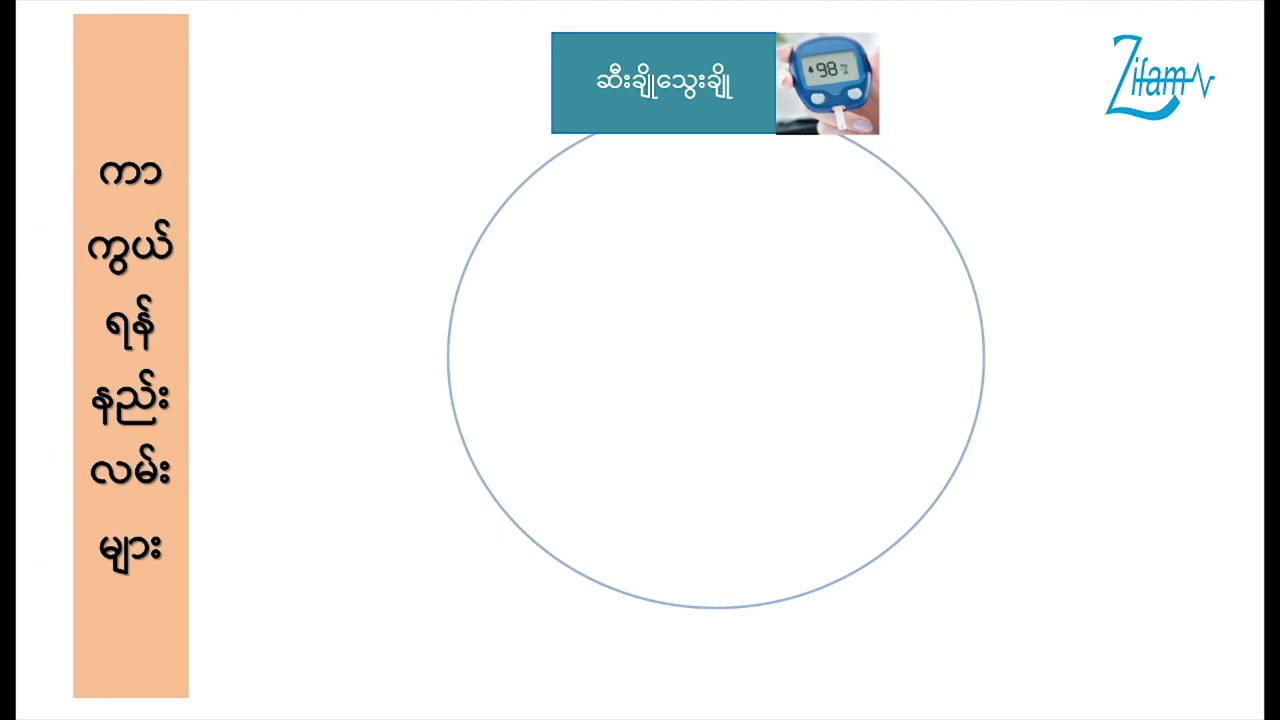 ဆီးချိုသွေးချို
98
Zifam
ကာ
ကွယ်
ရန်
နည်း
လမ်း
များ